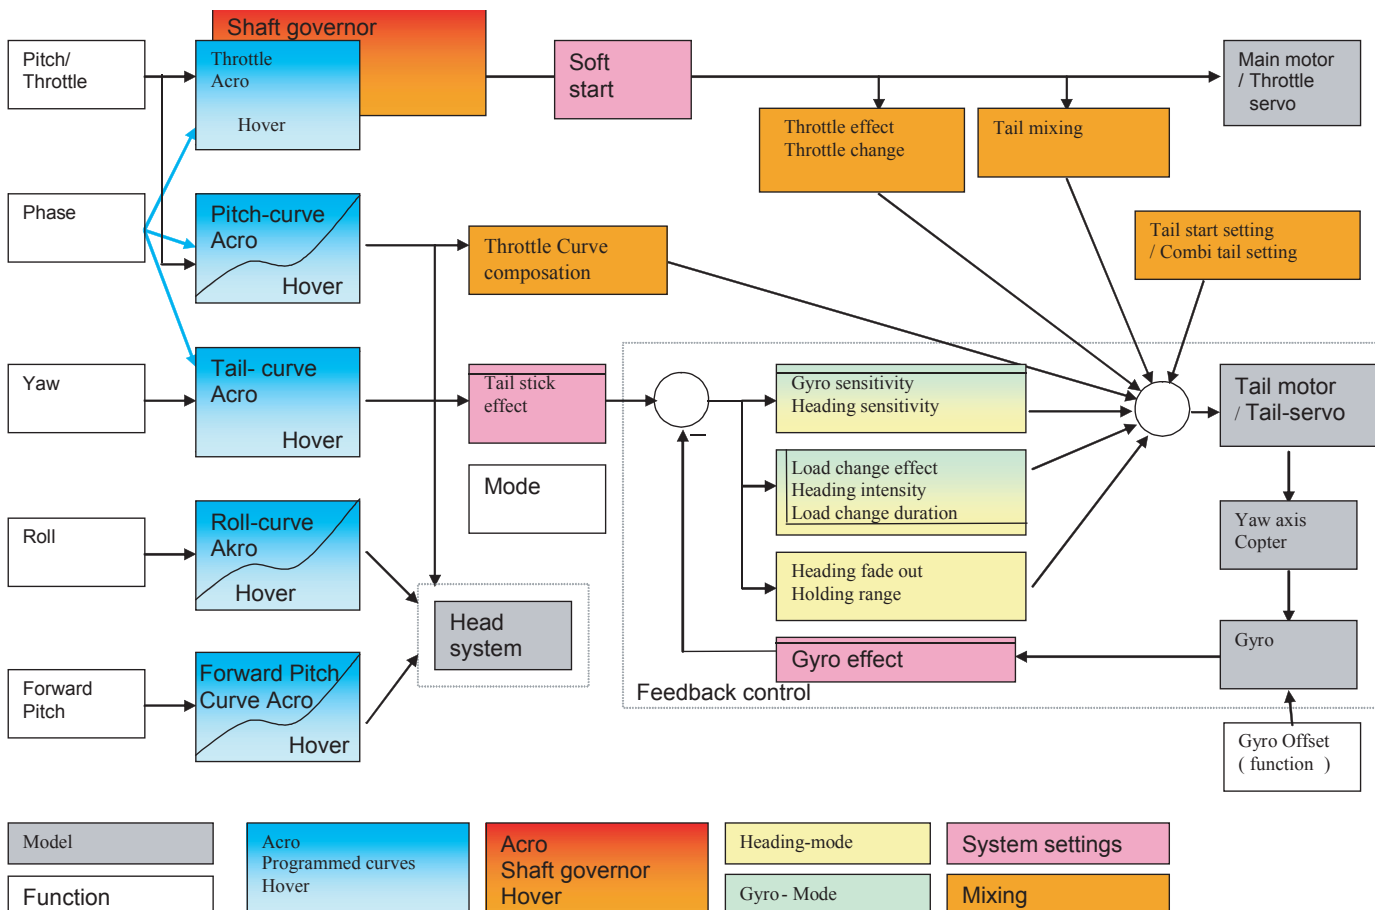 Shaft governor
Pitch/
Throttle
Throttle
Acro
Hover
Soft
start
Main motor
/ Throttle
servo
Throttle effect
Throttle change
Tail mixing
Phase
Pitch-curve
Acro
Hover
Throttle Curve
composation
Tail start setting
/ Combi tail setting
Yaw
Tail- curve
Acro
Hover
Tail stick
effect
Gyro sensitivity
Heading sensitivity
Tail motor
/ Tail-servo
Mode
Load change effect
Heading intensity
Load change duration
Roll
Roll-curve
Akro
Hover
Yaw axis
Copter
Heading fade out
Holding range
Head
system
Gyro effect
Gyro
Feedback control
Forward
Pitch
Forward Pitch
Curve Acro
Hover
Gyro Offset
( function )
Model
Acro
Programmed curves
Hover
Acro
Shaft governor
Hover
Heading-mode
System settings
Function
Gyro - Mode
Mixing